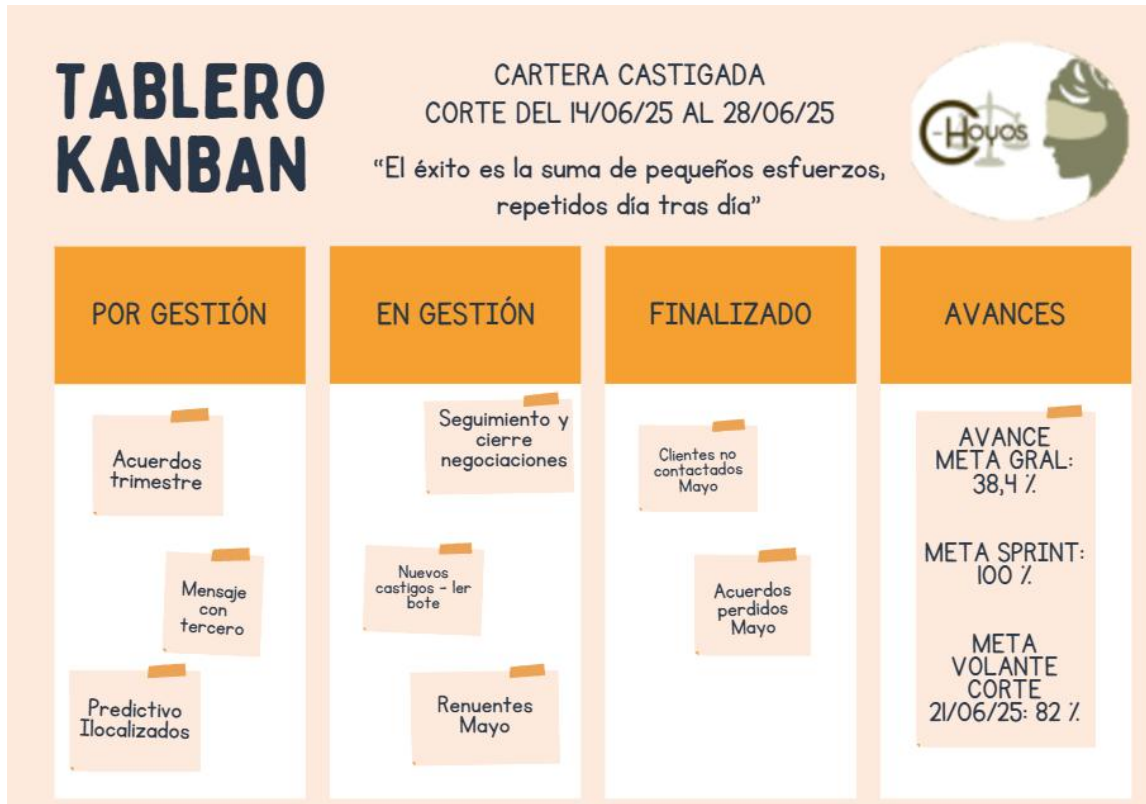 TABLERO
KANBAN
CARTERA CASTIGADA
CORTE DEL 14/06/25 AL 28/06/25
“El éxito es la suma de pequeños esfuerzos,
repetidos día tras día”
C-Hoyos
POR GESTIÓN
Acuerdos
trimestre
Mensaje
con
tercero
Predictivo
Ilocalizados
EN GESTIÓN
Seguimiento y
cierre
negociaciones
Nuevos
castigos - 1er
bote
Renuentes
Mayo
FINALIZADO
Clientes no
contactados
Mayo
Acuerdos
perdidos
Mayo
AVANCES
AVANCE
META GRAL:
38,4 %
META SPRINT:
100 %
META
VOLANTE
CORTE
21/06/25: 82 %